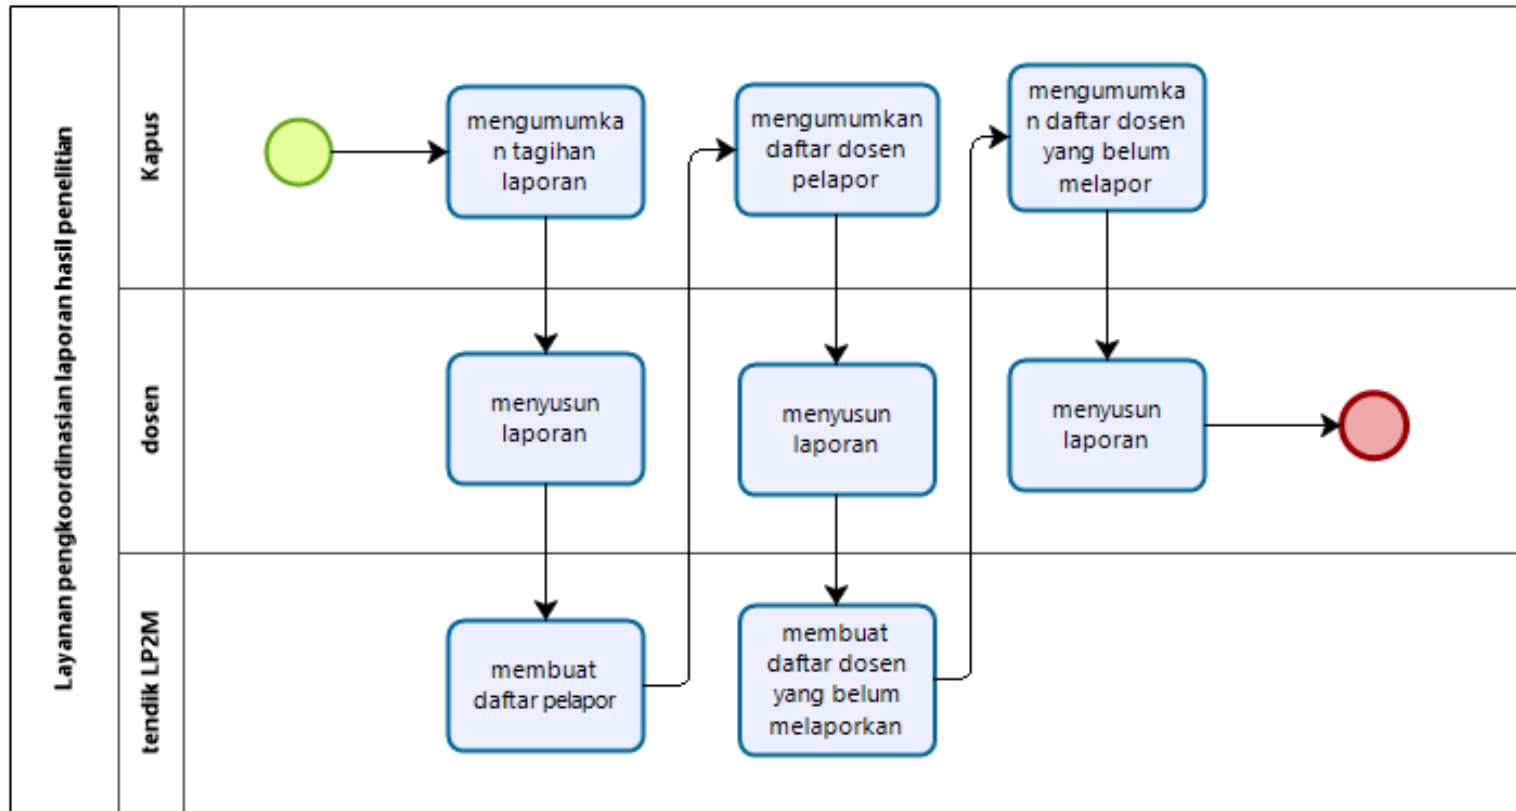 Layanan pengkoordinasian laporan hasil penelitian
Kapus
mengumumka
n tagihan
laporan
mengumumkan
daftar dosen
pelapor
mengumumka
n daftar dosen
yang belum
melapor
dosen
menyusun
laporan
menyusun
laporan
menyusun
laporan
tendik LP2M
membuat
daftar pelapor
membuat
daftar dosen
yang belum
melaporkan